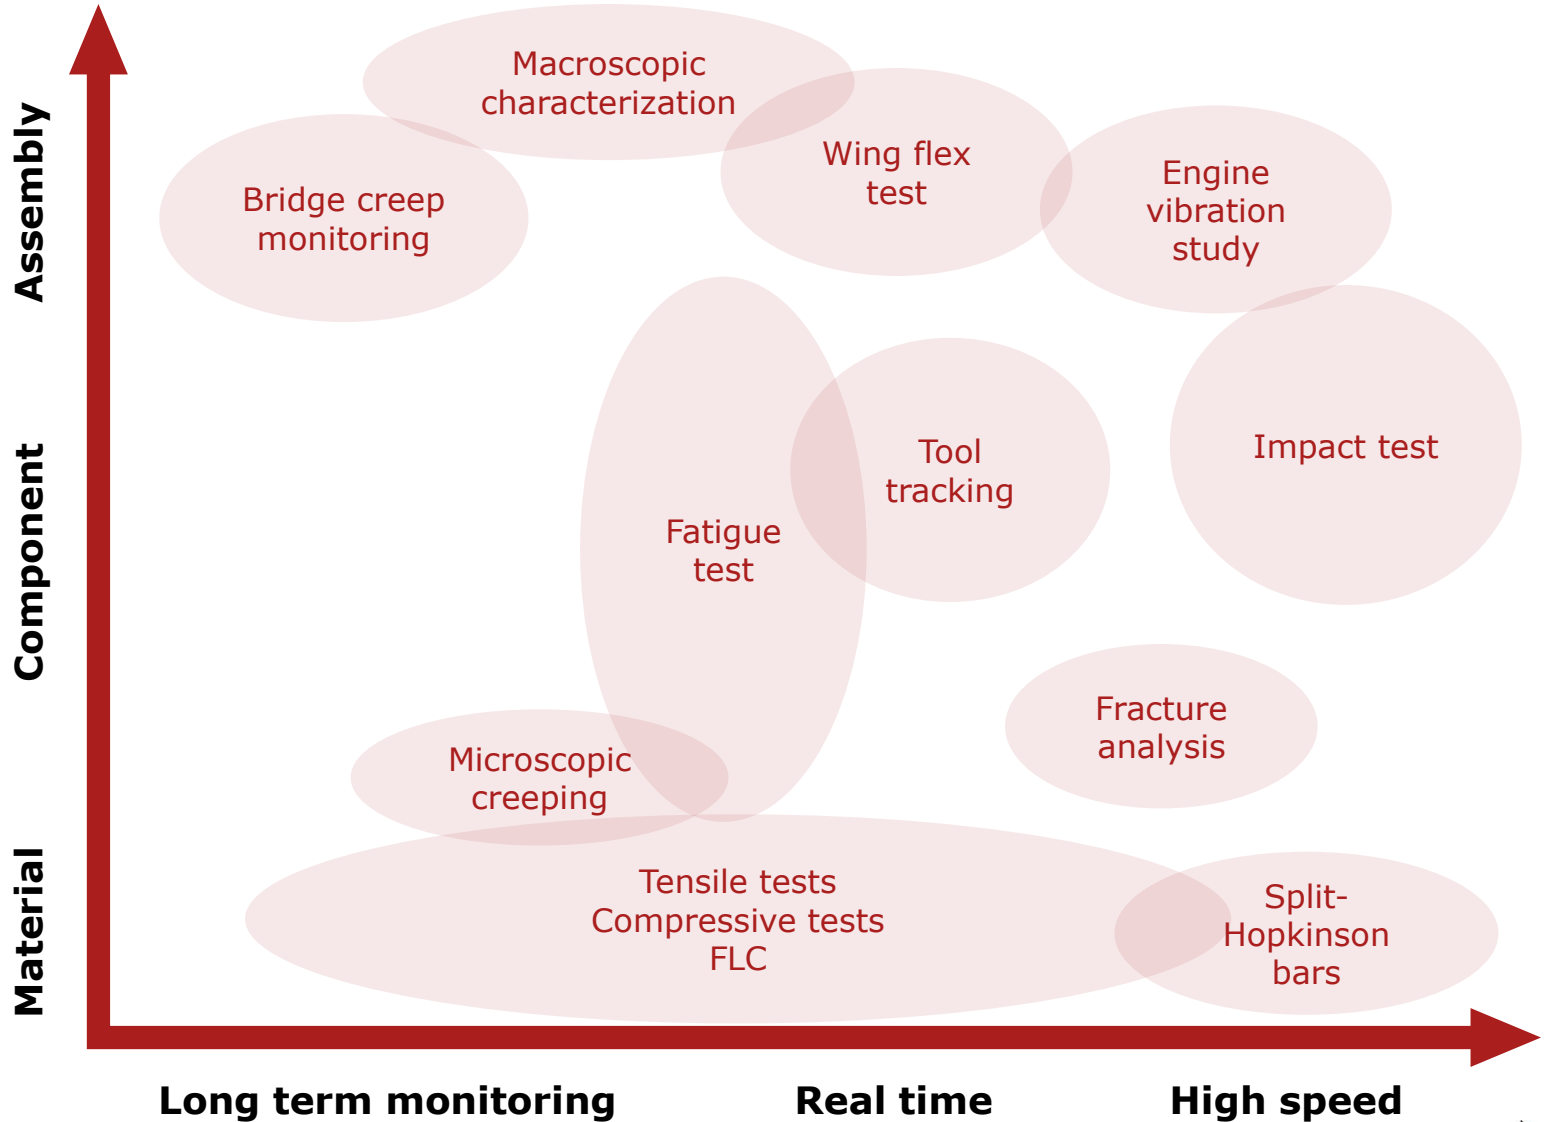 Macroscopic
characterization
Wing flex
test
Engine
vibration
study
Bridge creep
monitoring
Assembly
Tool
tracking
Impact test
Fatigue
test
Component
Fracture
analysis
Microscopic
creeping
Tensile tests
Compressive tests
FLC
Split-
Hopkinson
bars
Material
Long term monitoring
Real time
High speed